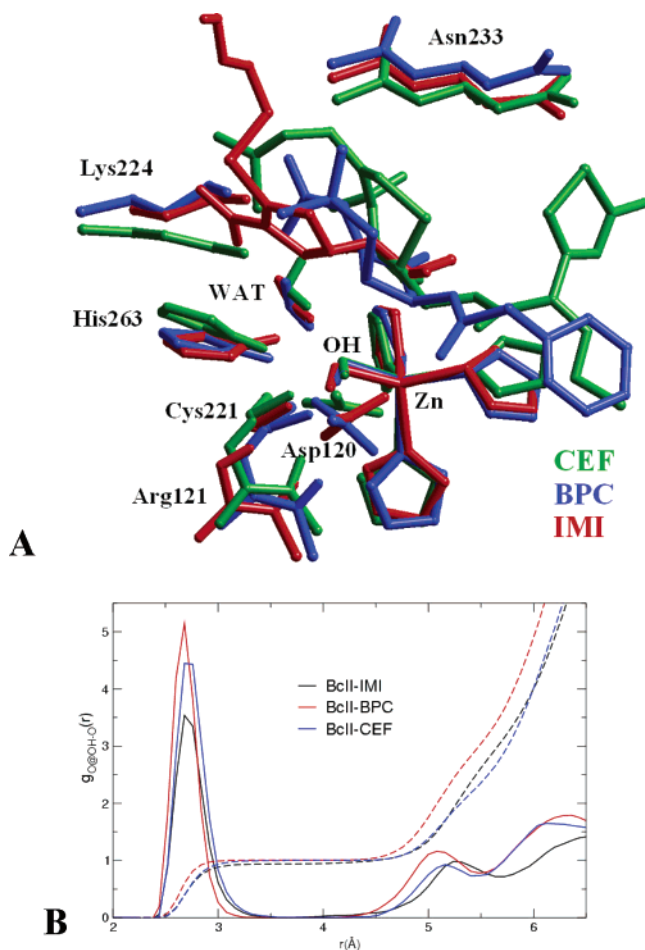 Asn233
Lys224
WAT
His263
OH
Cys221
Zn
Asp120
Arg121
CEF
BPC
IMI
A
5
4
3
2
1
0
g O@OH-O (r)
BcII-IMI
BcII-BPC
BcII-CEF
2 3 4 5 6
r(Å)
B